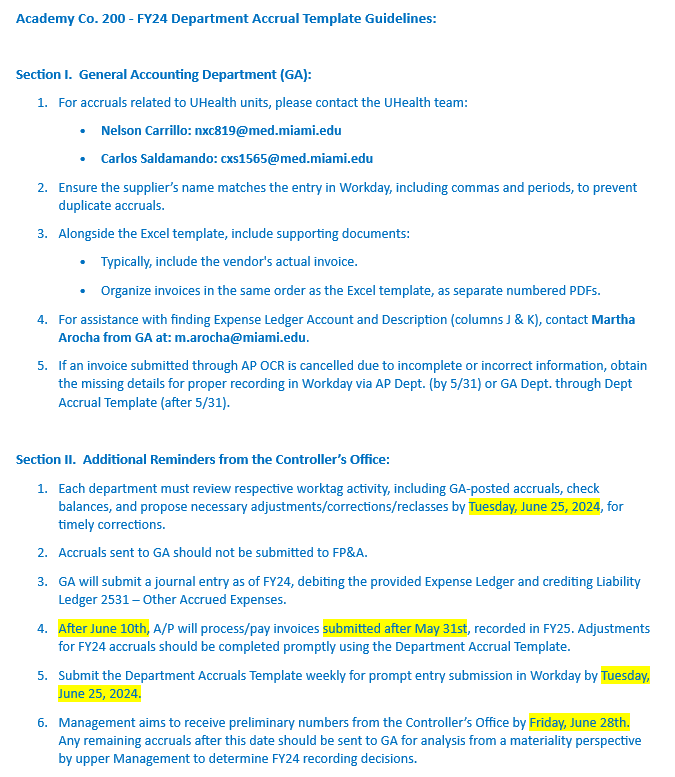 Academy Co. 200 - FY24 Department Accrual Template Guidelines:
Section I.  General Accounting Department (GA):
1. For accruals related to UHealth units, please contact the UHealth team:
• Nelson Carrillo: nxc819@med.miami.edu
• Carlos Saldamando: cxs1565@med.miami.edu
2. Ensure the supplier's name matches the entry in Workday, including commas and periods, to prevent
duplicate accruals.
3. Alongside the Excel template, include supporting documents:
• Typically, include the vendor's actual invoice.
• Organize invoices in the same order as the Excel template, as separate numbered PDFs.
4. For assistance with finding Expense Ledger Account and Description (columns J & K), contact Martha
Arocha from GA at: m.arocha@miami.edu.
5. If an invoice submitted through AP OCR is cancelled due to incomplete or incorrect information, obtain
the missing details for proper recording in Workday via AP Dept. (by 5/31) or GA Dept. through Dept
Accrual Template (after 5/31).
Section II.  Additional Reminders from the Controller's Office:
1. Each department must review respective worktag activity, including GA-posted accruals, check
balances, and propose necessary adjustments/corrections/reclasses by Tuesday, June 25, 2024, for
timely corrections.
2. Accruals sent to GA should not be submitted to FP&A.
3. GA will submit a journal entry as of FY24, debiting the provided Expense Ledger and crediting Liability
Ledger 2531 – Other Accrued Expenses.
4. After June 10th, A/P will process/pay invoices submitted after May 31st, recorded in FY25. Adjustments
for FY24 accruals should be completed promptly using the Department Accrual Template.
5. Submit the Department Accruals Template weekly for prompt entry submission in Workday by Tuesday,
June 25, 2024.
6. Management aims to receive preliminary numbers from the Controller's Office by Friday, June 28th.
Any remaining accruals after this date should be sent to GA for analysis from a materiality perspective
by upper Management to determine FY24 recording decisions.